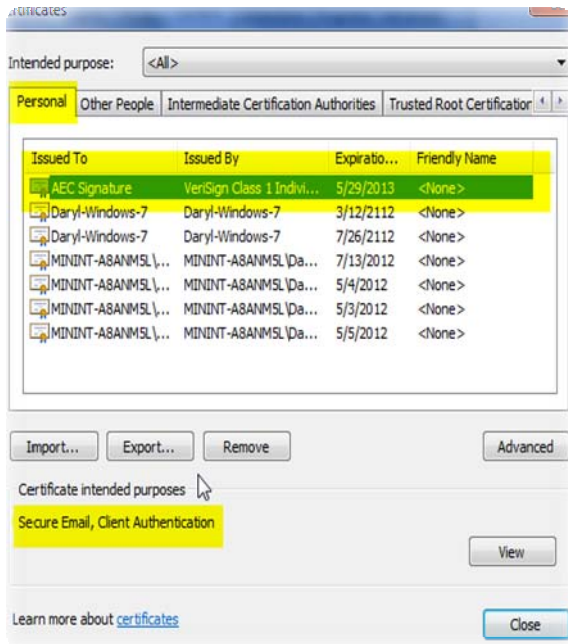 Certificates
Intended purpose: <All>
Personal Other People Intermediate Certification Authorities Trusted Root Certification
Issued To Issued By Expiratio... Friendly Name
AEC Signature VeriSign Class 1 Indivi... 5/29/2013 <None>
Daryl-Windows-7 Daryl-Windows-7 3/12/2112 <None>
Daryl-Windows-7 Daryl-Windows-7 7/26/2112 <None>
MININT-A8ANM5L\... MININT-A8ANM5L\Da... 7/13/2012 <None>
MININT-A8ANM5L\... MININT-A8ANM5L\Da... 5/4/2012 <None>
MININT-A8ANM5L\... MININT-A8ANM5L\Da... 5/3/2012 <None>
MININT-A8ANM5L\... MININT-A8ANM5L\Da... 5/5/2012 <None>
Import... Export... Remove Advanced
Certificate intended purposes
Secure Email, Client Authentication
View
Learn more about certificates
Close